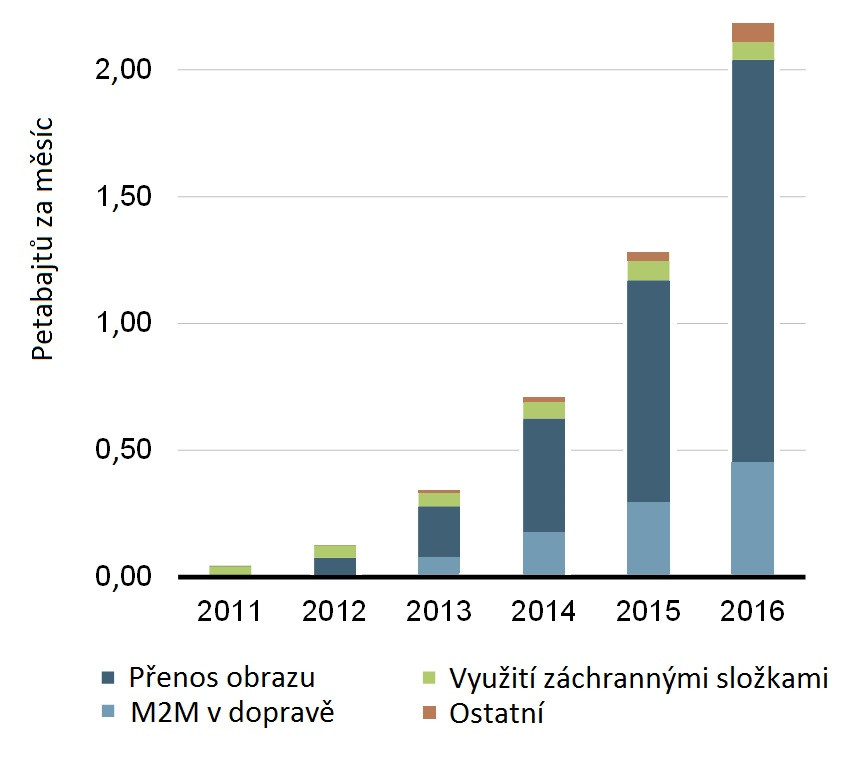 Petabajtů za měsíc
2,00
1,50
1,00
0,50
0,00
2011 2012 2013 2014 2015 2016
Přenos obrazu
Využití záchrannými složkami
M2M v dopravě
Ostatní